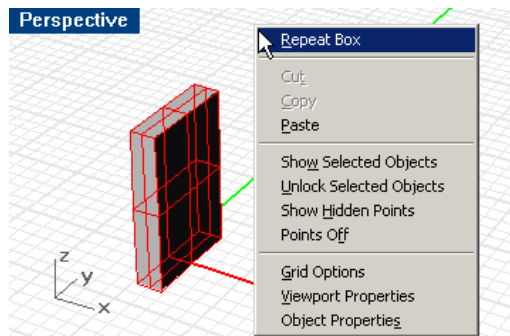 Perspective
Repeat Box
Cut
Copy
Paste
Show Selected Objects
Unlock Selected Objects
Show Hidden Points
Points Off
Grid Options
Viewport Properties
Object Properties
z
y
x